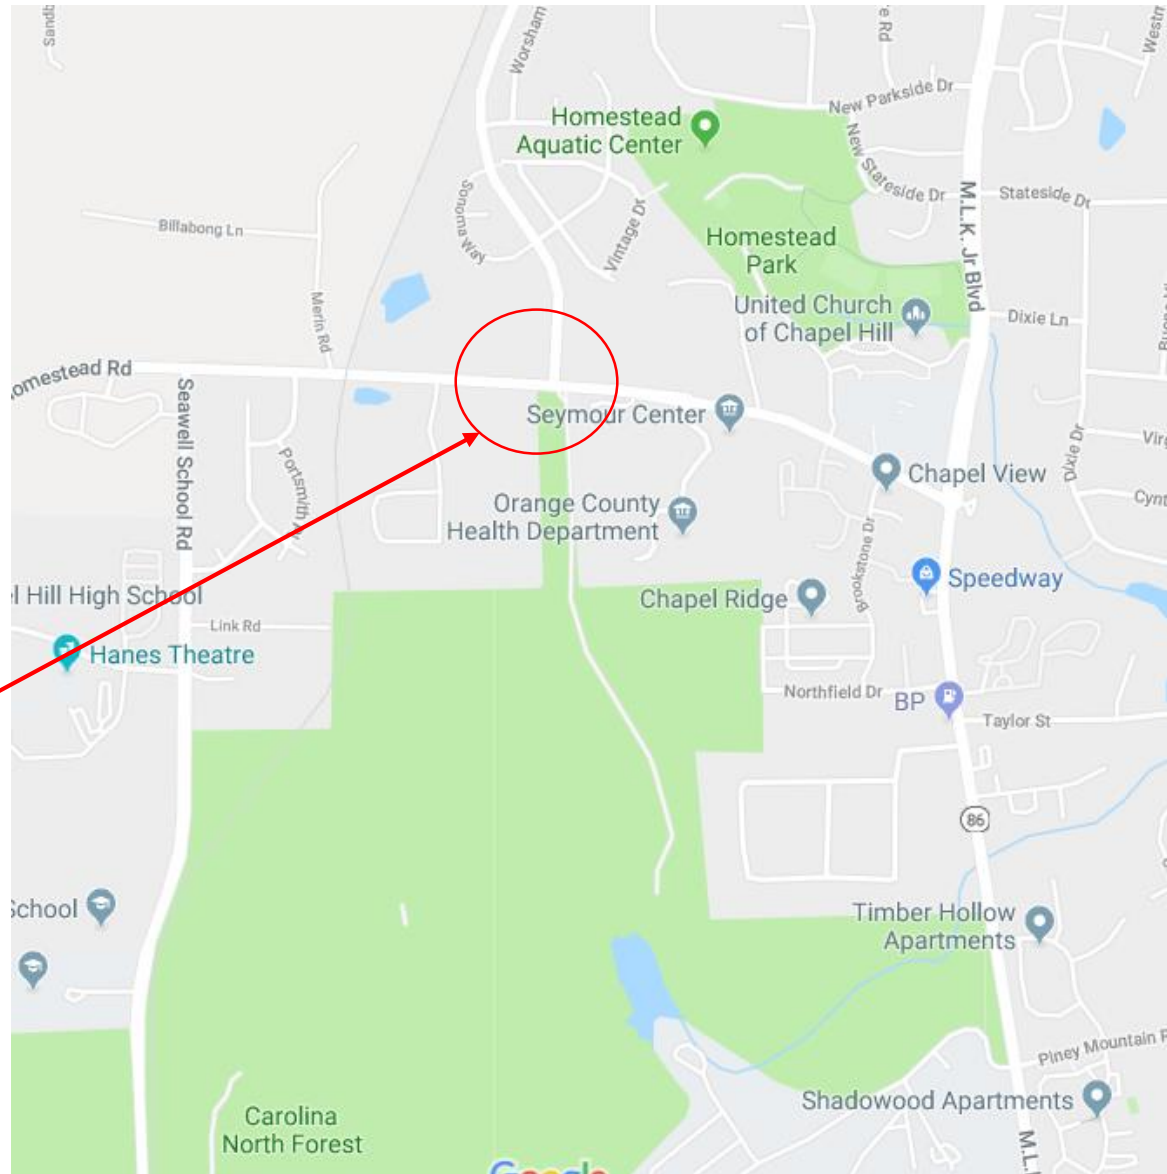 Worsham
Homestead
Aquatic Center
New Parkside Dr
New Stateside Dr
Stateside Dr
M.L.K. Jr Blvd
Sonoma Way
Vintage Dr
Billabong Ln
Homestead
Park
United Church
of Chapel Hill
Dixie Ln
Merin Rd
omestead Rd
Seawell School Rd
Seymour Center
Dixie Dr
Chapel View
Portsmith
Orange County
Health Department
Brookstone Dr
Speedway
l Hill High School
Chapel Ridge
Link Rd
Hanes Theatre
Northfield Dr
BP
Taylor St
86
School
Timber Hollow
Apartments
Piney Mountain
Shadowood Apartments
Carolina
North Forest
M.L.
Google